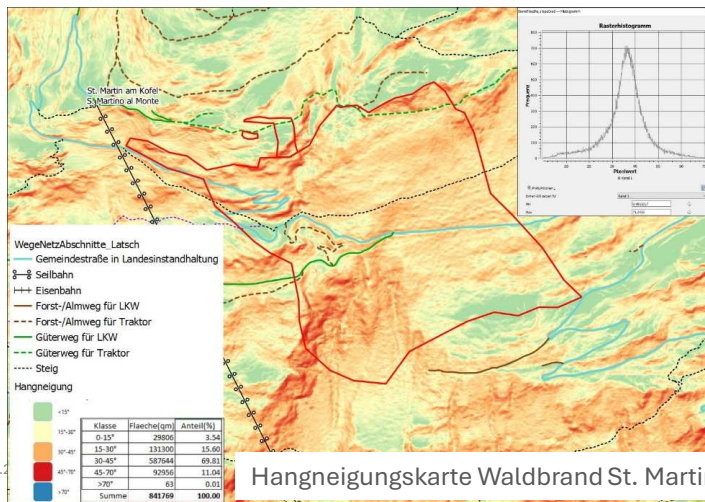 St. Martin am Kofel
S. Martino al Monte
Rasterhistogramm
Frequenz
Pixelwert
Band 1
WegeNetzAbschnitte_Latsch
Gemeindestraße in Landesinstandhaltung
Seilbahn
Eisenbahn
Forst-/Almweg für LKW
Forst-/Almweg für Traktor
Güterweg für LKW
Güterweg für Traktor
Steig
Hangneigung
<15°
15°-30°
30°-45°
45°-70°
>70°
Klasse Flaeche(qm) Anteil(%)
0-15° 29806 3.54
15-30° 131300 15.60
30-45° 587644 69.81
45-70° 92956 11.04
>70° 63 0.01
Summe 841769 100.00
Hangneigungskarte Waldbrand St. Martin